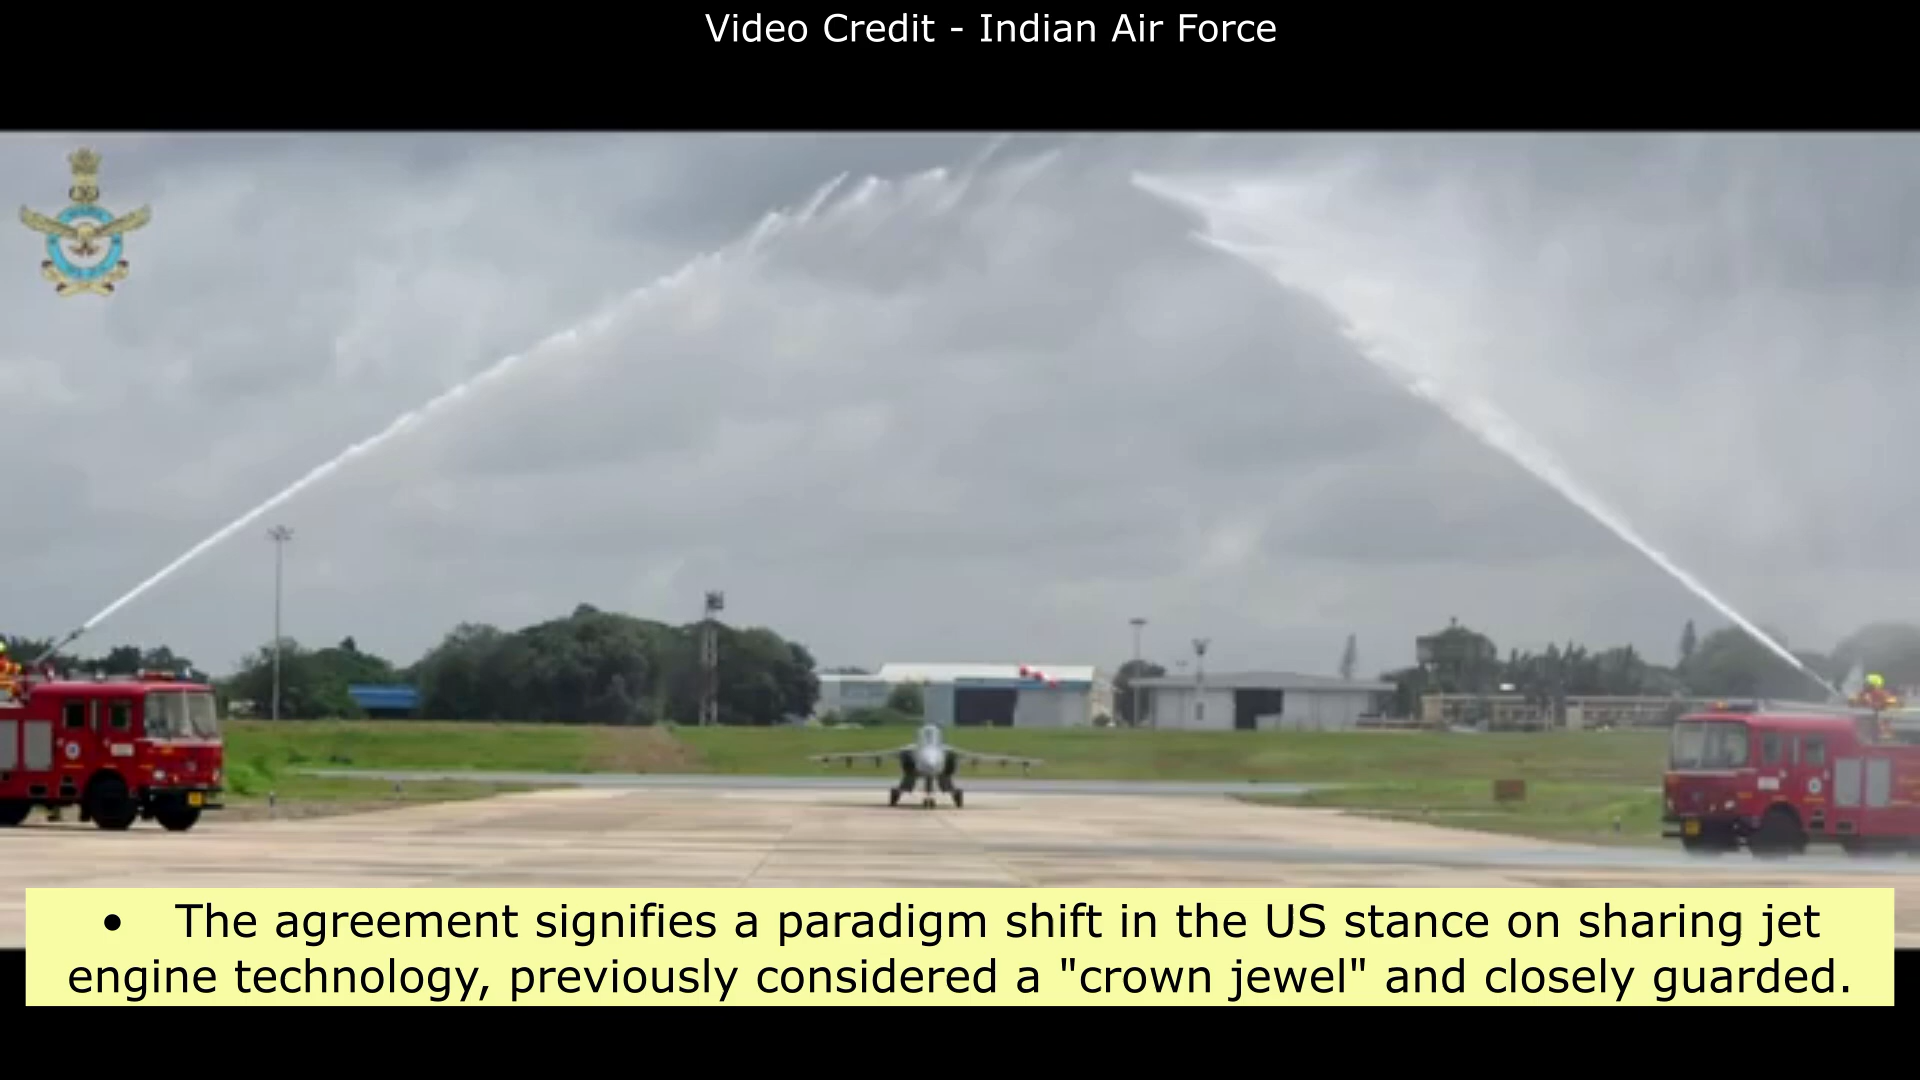 Video Credit - Indian Air Force
• The agreement signifies a paradigm shift in the US stance on sharing jet
engine technology, previously considered a "crown jewel" and closely guarded.